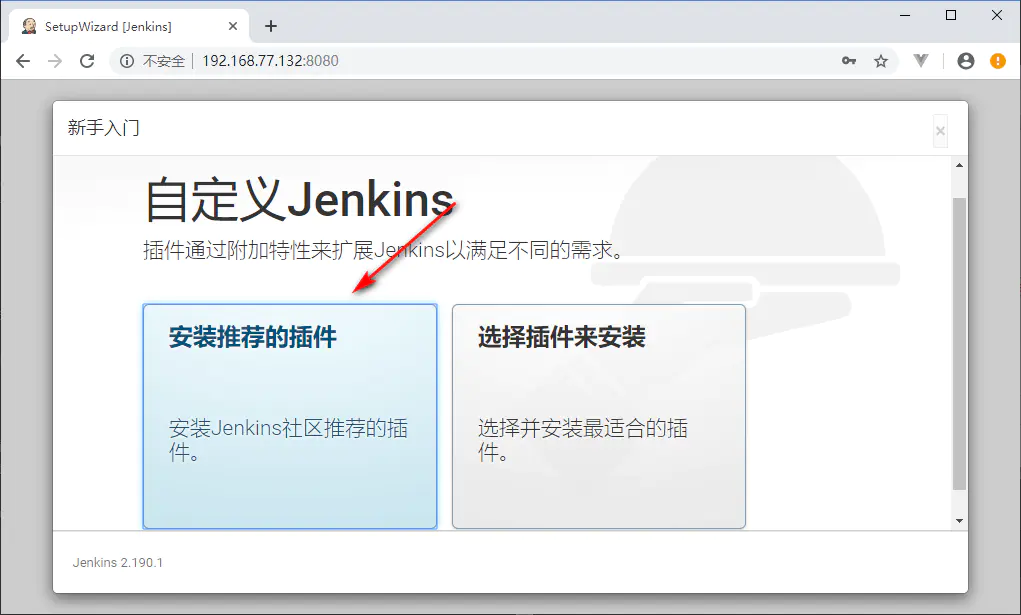 SetupWizard [Jenkins]
不安全
192.168.77.132:8080
新手入门
自定义Jenkins
插件通过附加特性来扩展Jenkins以满足不同的需求。
安装推荐的插件
安装Jenkins社区推荐的插
件。
选择插件来安装
选择并安装最适合的插
件。
Jenkins 2.190.1